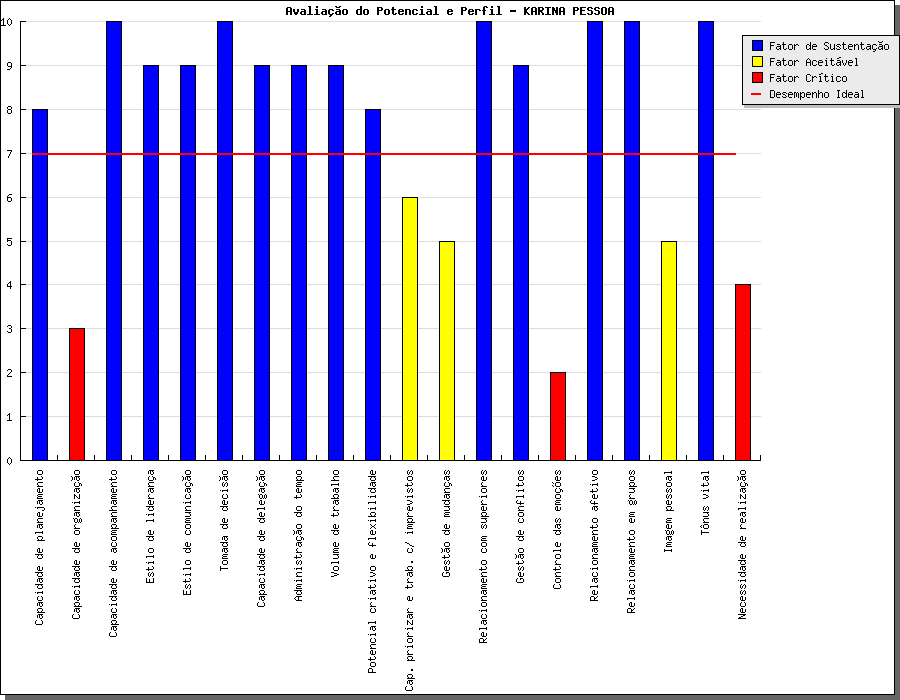 Avaliação do Potencial e Perfil - KARINA PESSOA
10
9
8
7
6
5
4
3
2
1
0
Fator de Sustentação
Fator Aceitável
Fator Crítico
Desempenho Ideal
Capacidade de planejamento
Capacidade de organização
Capacidade de acompanhamento
Estilo de liderança
Estilo de comunicação
Tomada de decisão
Capacidade de delegação
Administração do tempo
Volume de trabalho
Potencial criativo e flexibilidade
Cap. priorizar e trab. c/ imprevistos
Gestão de mudanças
Relacionamento com superiores
Gestão de conflitos
Controle das emoções
Relacionamento afetivo
Relacionamento em grupos
Imagem pessoal
Tônus vital
Necessidade de realização